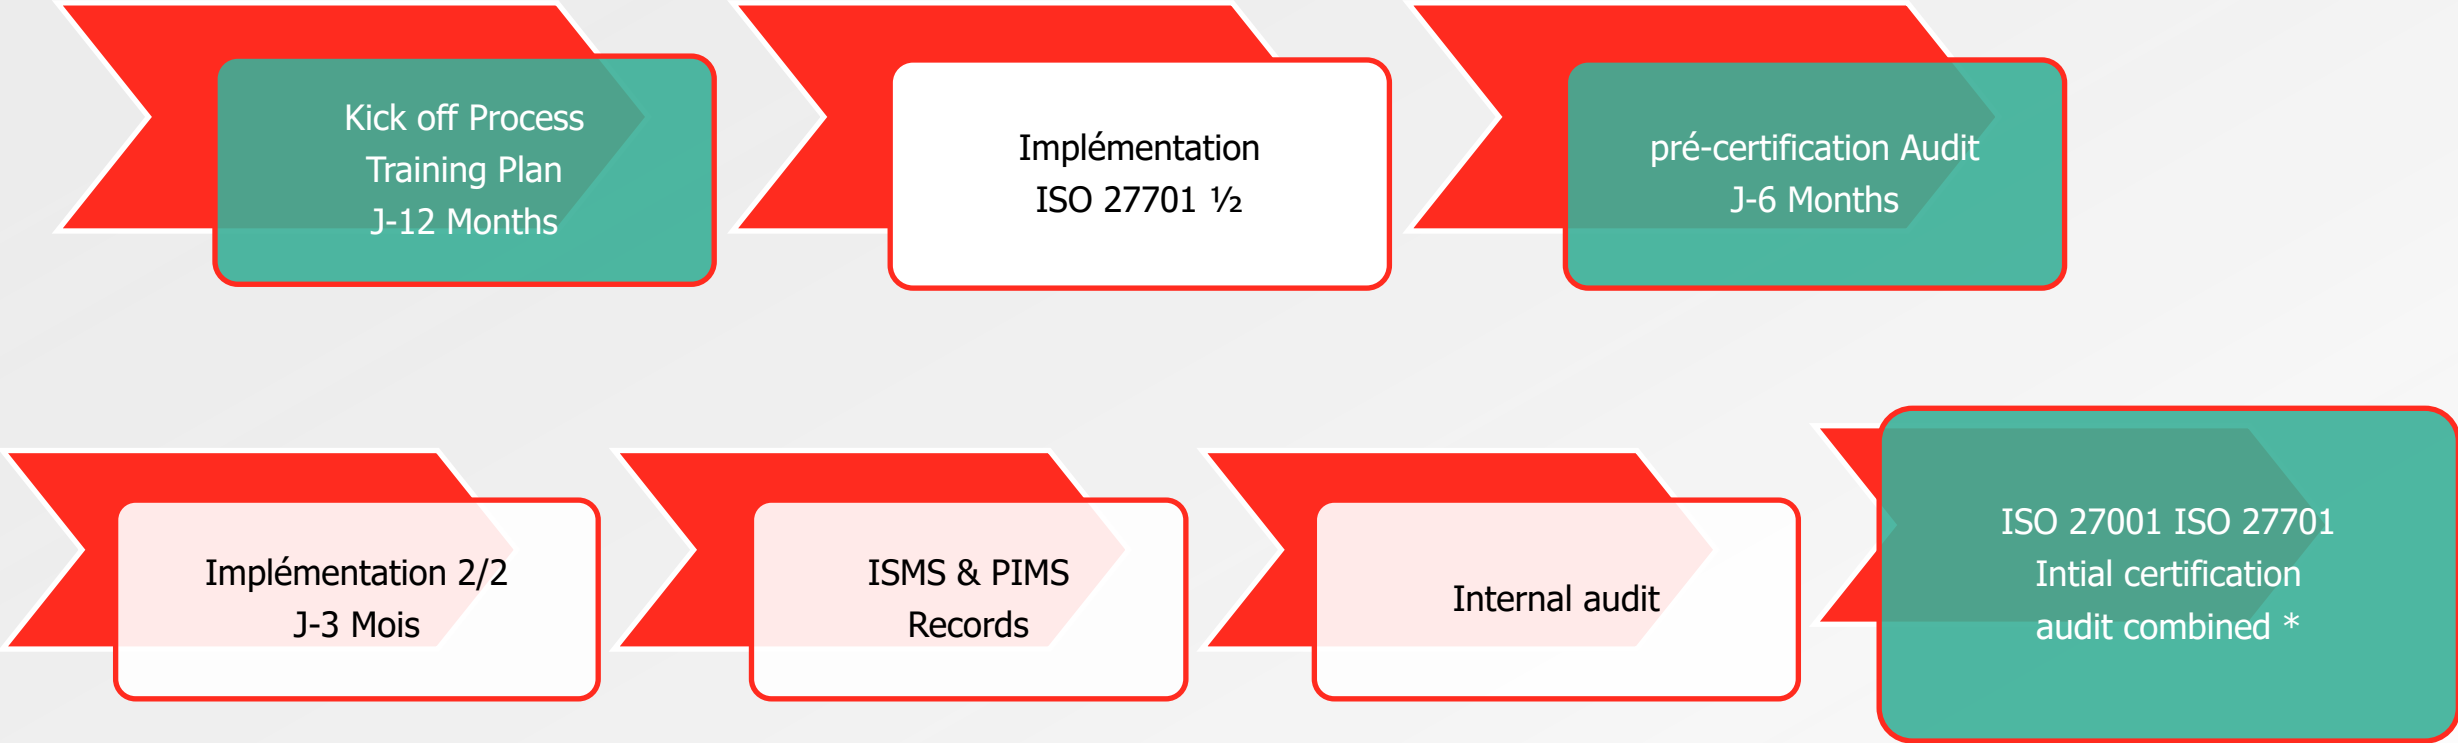 Kick off Process
Training Plan
J-12 Months
Implémentation
ISO 27701 ½
pré-certification Audit
J-6 Months
Implémentation 2/2
J-3 Mois
ISMS & PIMS
Records
Internal audit
ISO 27001 ISO 27701
Intial certification
audit combined *